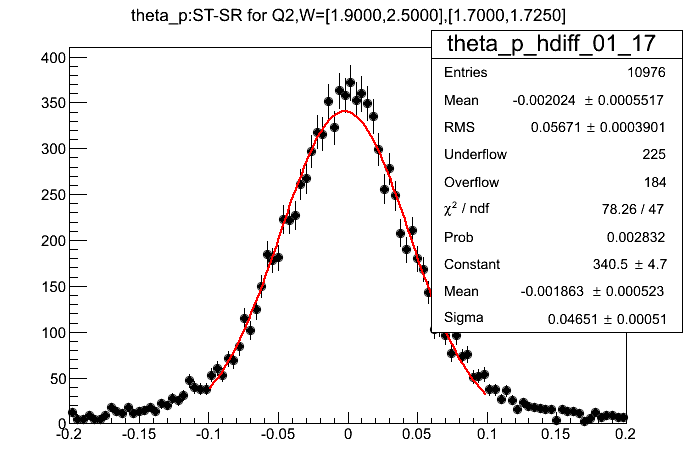 theta_p:ST-SR for Q2,W=[1.9000,2.5000],[1.7000,1.7250]
theta_p_hdiff_01_17
Entries 10976
Mean -0.002024 ± 0.0005517
RMS 0.05671 ± 0.0003901
Underflow 225
Overflow 184
χ² / ndf 78.26 / 47
Prob 0.002832
Constant 340.5 ± 4.7
Mean -0.001863 ± 0.000523
Sigma 0.04651 ± 0.00051
400
350
300
250
200
150
100
50
0
-0.2 -0.15 -0.1 -0.05 0 0.05 0.1 0.15 0.2